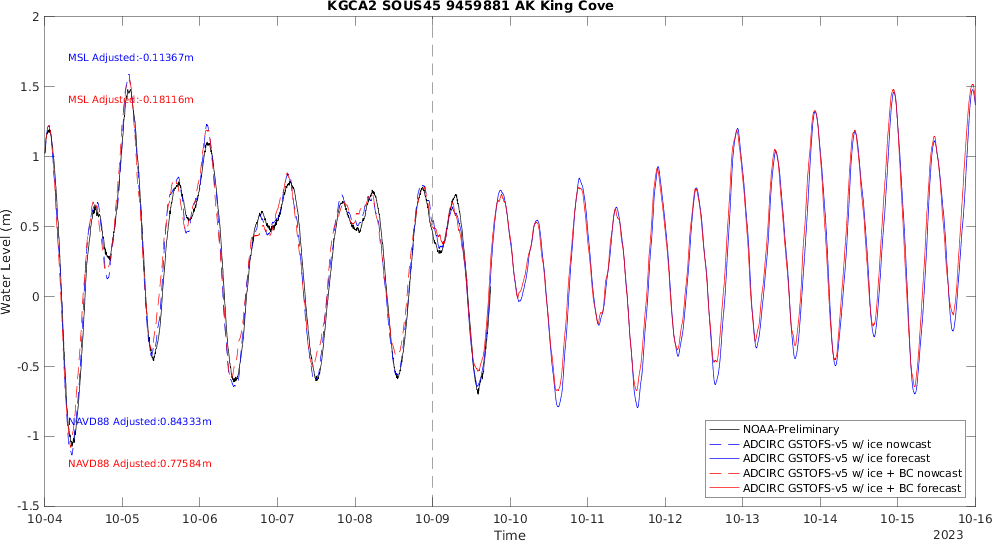 KGCA2 SOUS45 9459881 AK King Cove
2
1.5
1
0.5
0
-0.5
-1
-1.5
Water Level (m)
MSL Adjusted:-0.11367m
MSL Adjusted:-0.18116m
NAVD88 Adjusted:0.84333m
NAVD88 Adjusted:0.77584m
NOAA-Preliminary
ADCIRC GSTOFS-v5 w/ ice nowcast
ADCIRC GSTOFS-v5 w/ ice forecast
ADCIRC GSTOFS-v5 w/ ice + BC nowcast
ADCIRC GSTOFS-v5 w/ ice + BC forecast
10-04 10-05 10-06 10-07 10-08 10-09 10-10 10-11 10-12 10-13 10-14 10-15 10-16
Time
2023